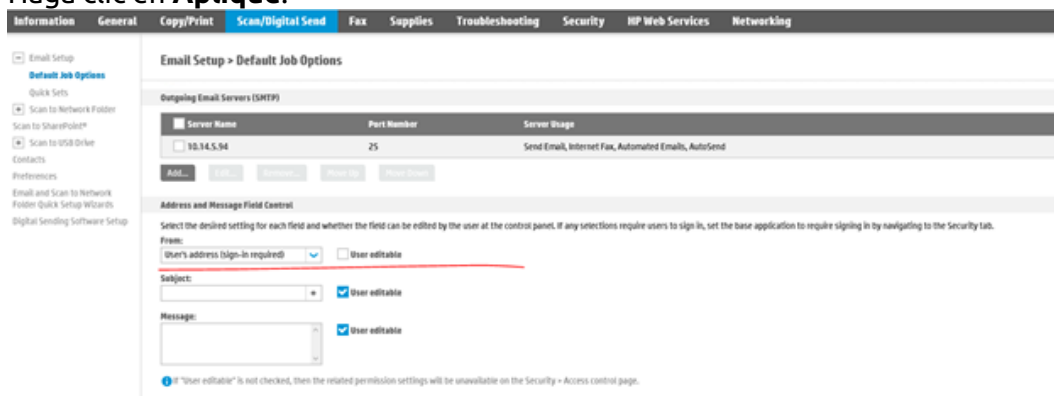 Haga clic en Aplique.
Information General Copy/Print Scan/Digital Send Fax Supplies Troubleshooting Security HP Web Services Networking
Email Setup
Default Job Options
Quick Sets
Scan to Network Folder
Scan to SharePoint®
Scan to USB Drive
Contacts
Preferences
Email and Scan to Network
Folder Quick Setup Wizards
Digital Sending Software Setup
Email Setup > Default Job Options
Outgoing Email Servers (SMTP)
Server Name Port Number Server Usage
10.14.5.94 25 Send Email, Internet Fax, Automated Emails, AutoSend
Add... Edit... Remove... Move Up Move Down
Address and Message Field Control
Select the desired setting for each field and whether the field can be edited by the user at the control panel. If any selections require users to sign in, set the base application to require signing in by navigating to the Security tab.
From:
User's address (sign-in required) User editable
Subject:
User editable
Message:
User editable
If "User editable" is not checked, then the related permission settings will be unavailable on the Security > Access control page.